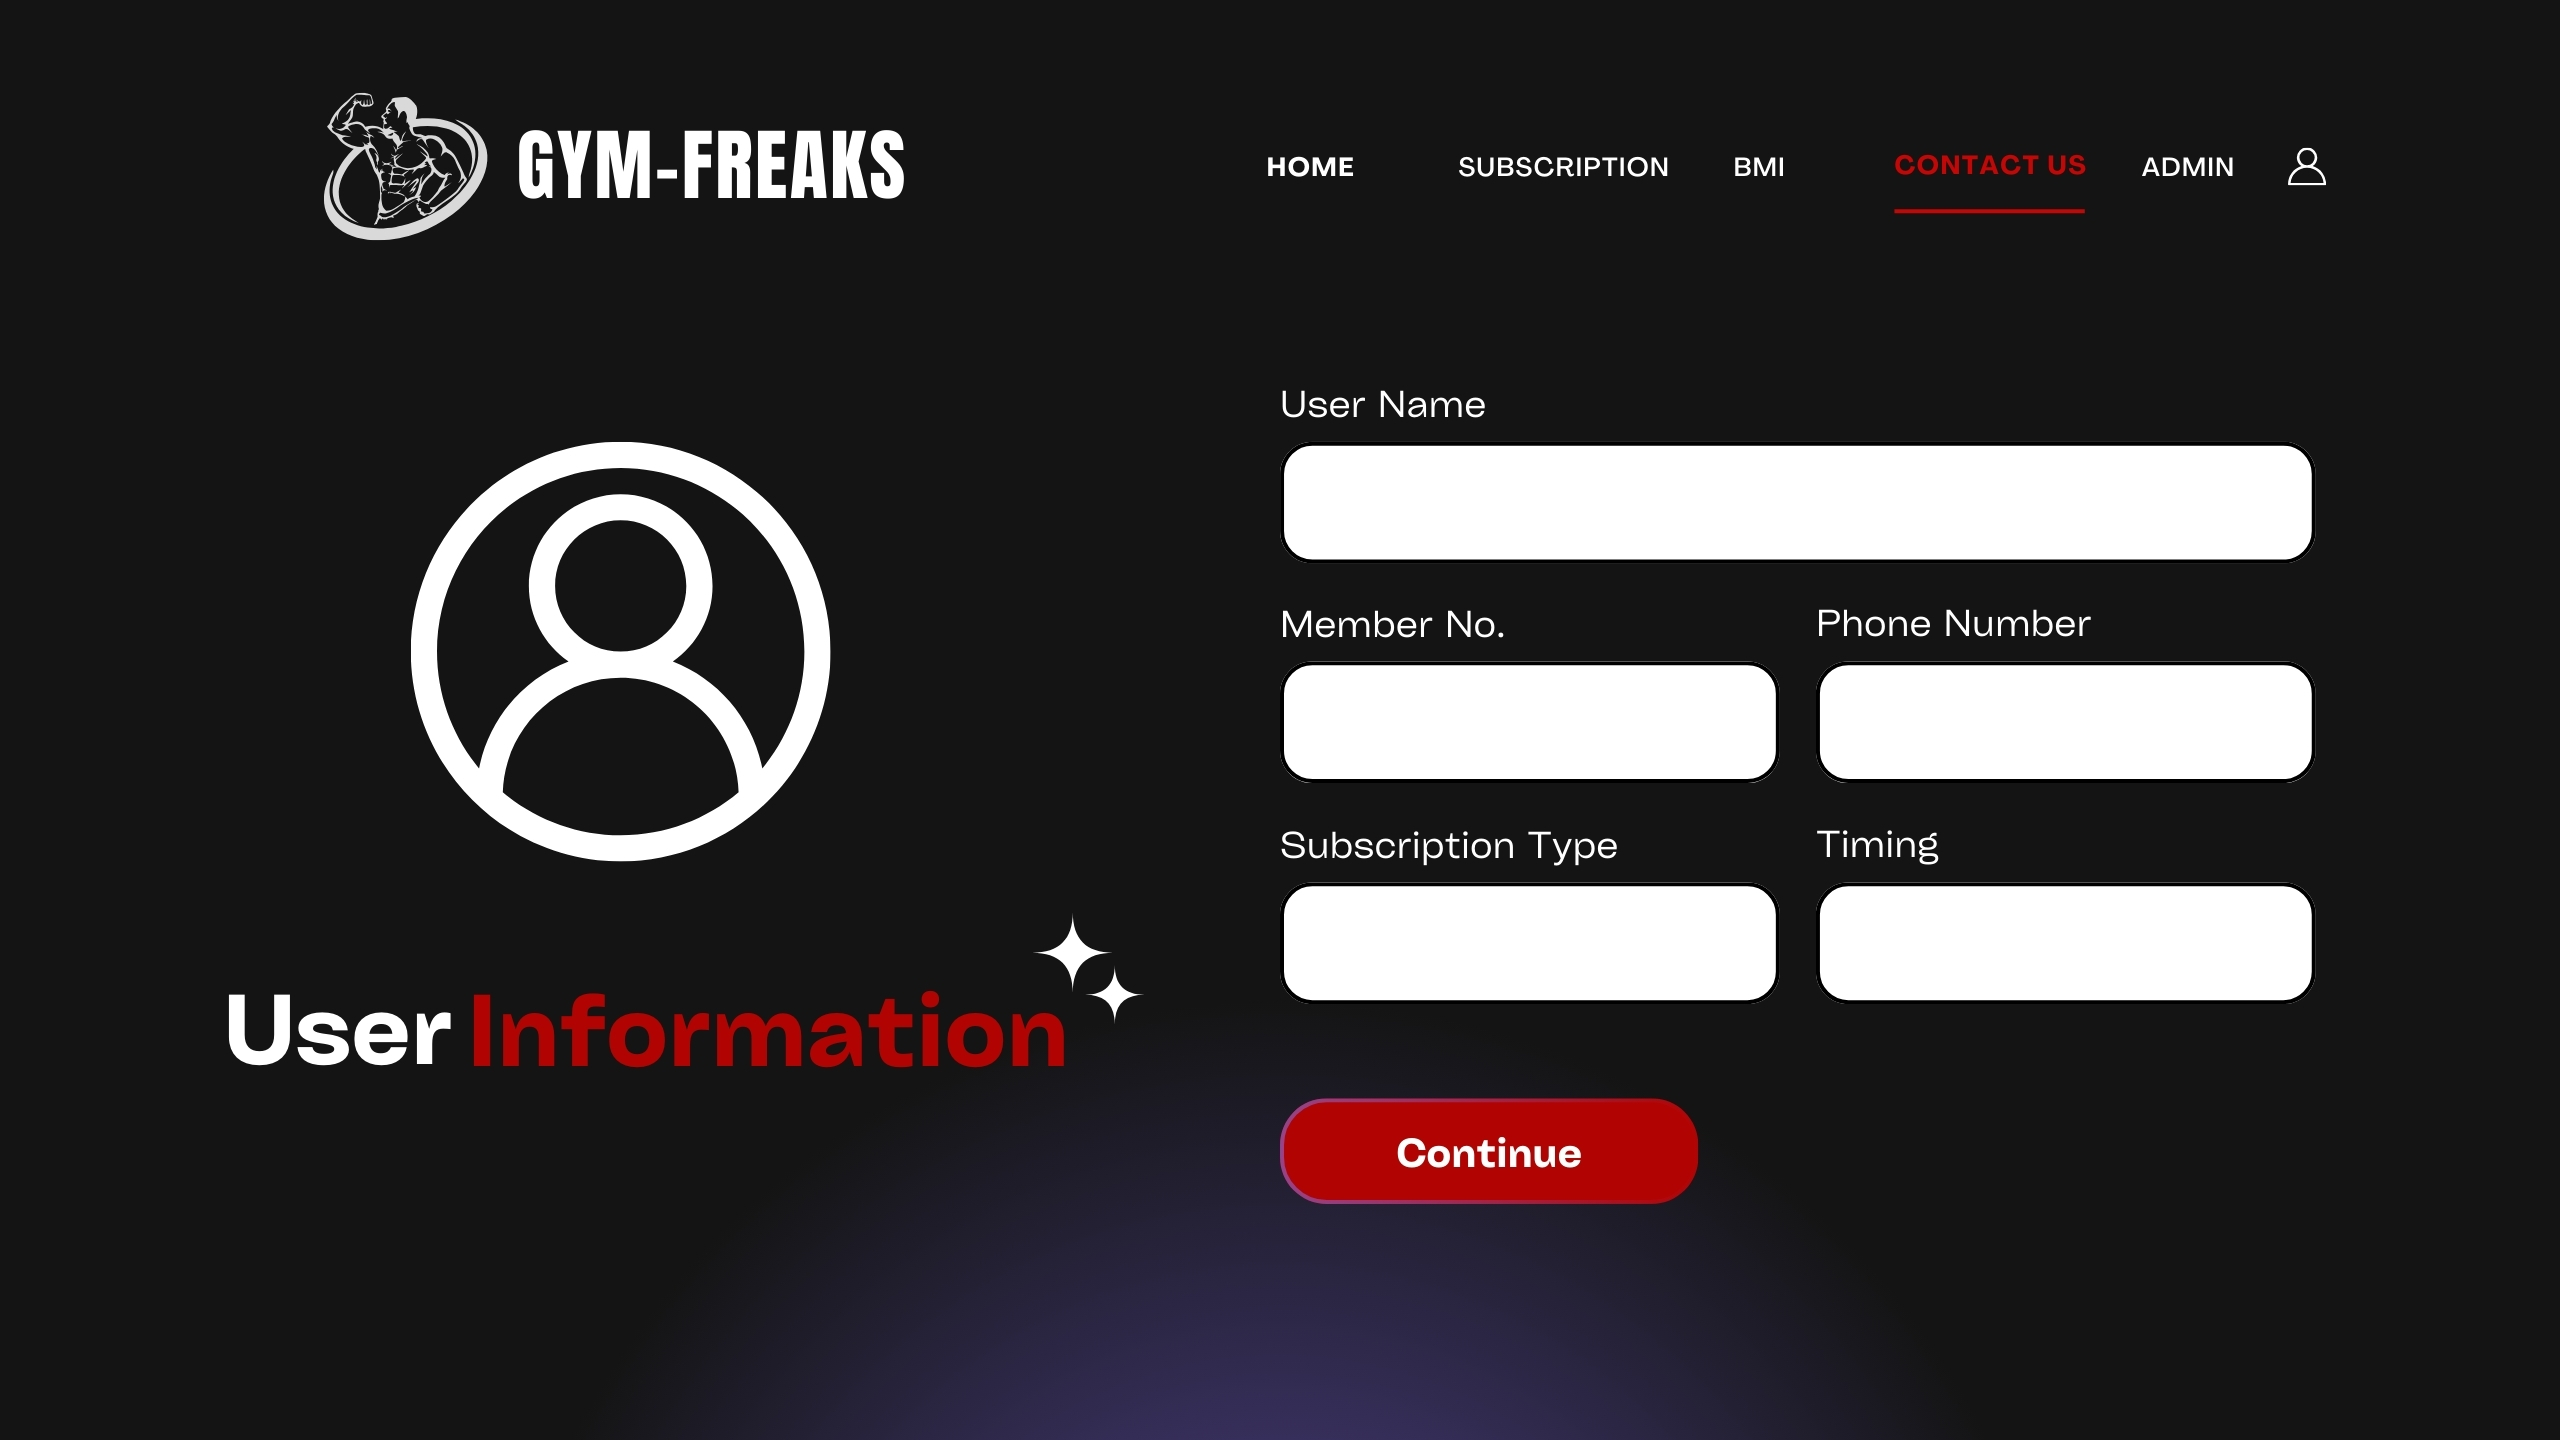 GYM-FREAKS
HOME SUBSCRIPTION BMI CONTACT US ADMIN
User Name
Member No. Phone Number
Subscription Type Timing
User Information
Continue